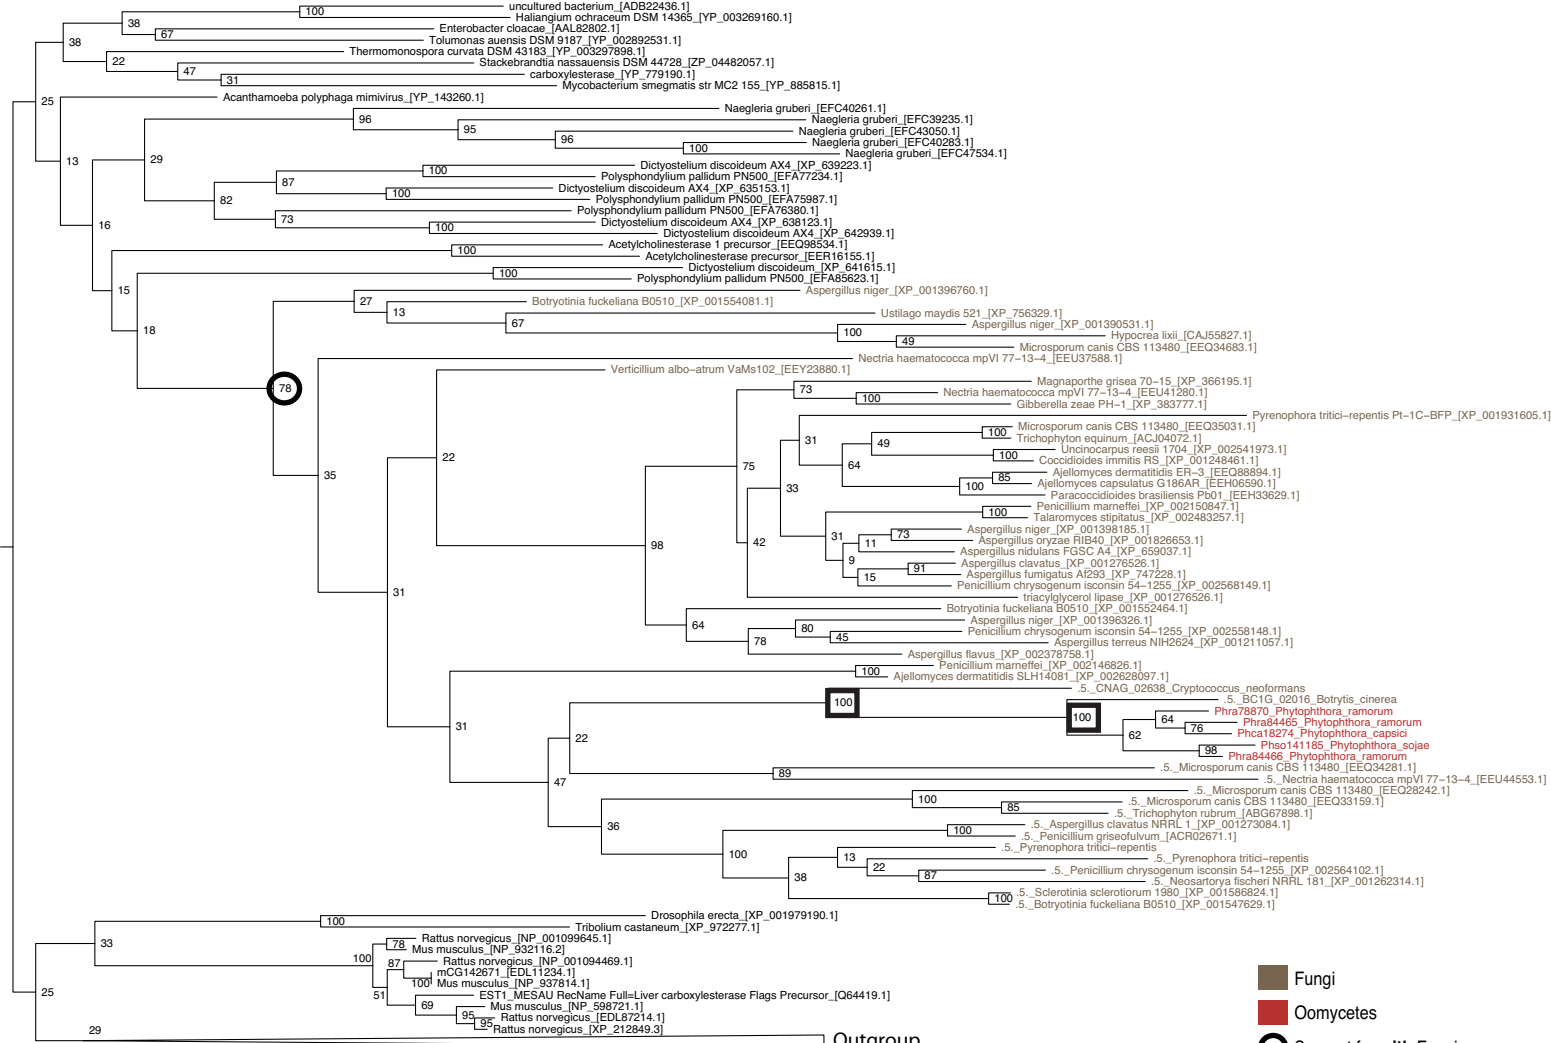 uncultured bacterium_[ADB22436.1]
100
Haliangium ochraceum DSM 14365_[YP_003269160.1]
38
Enterobacter cloacae_[AAL82802.1]
67
Tolumonas auensis DSM 9187_[YP_002892531.1]
38
Thermomonospora curvata DSM 43183_[YP_003297898.1]
22
Stackebrandtia nassauensis DSM 44728_[ZP_04482057.1]
47
carboxylesterase_[YP_779190.1]
31
Mycobacterium smegmatis str MC2 155_[YP_885815.1]
25
Acanthamoeba polyphaga mimivirus_[YP_143260.1]
Naegleria gruberi_[EFC40261.1]
96
Naegleria gruberi_[EFC39235.1]
95
Naegleria gruberi_[EFC43050.1]
96
Naegleria gruberi_[EFC40283.1]
100
Naegleria gruberi_[EFC47534.1]
13
29
Dictyostelium discoideum AX4_[XP_639223.1]
100
Polysphondylium pallidum PN500_[EFA77234.1]
87
Dictyostelium discoideum AX4_[XP_635153.1]
100
Polysphondylium pallidum PN500_[EFA75987.1]
82
Polysphondylium pallidum PN500_[EFA76380.1]
73
Dictyostelium discoideum AX4_[XP_638123.1]
100
Dictyostelium discoideum AX4_[XP_642939.1]
16
Acetylcholinesterase 1 precursor_[EEQ98534.1]
100
Acetylcholinesterase precursor_[EER16155.1]
Dictyostelium discoideum_[XP_641615.1]
100
Polysphondylium pallidum PN500_[EFA85623.1]
15
Aspergillus niger_[XP_001396760.1]
27
Botryotinia fuckeliana B0510_[XP_001554081.1]
13
Ustilago maydis 521_[XP_756329.1]
67
Aspergillus niger_[XP_001390531.1]
18
100
Hypocrea lixii_[CAJ55827.1]
49
Microsporum canis CBS 113480_[EEQ34683.1]
Nectria haematococca mpVI 77-13-4_[EEU37588.1]
Verticillium albo-atrum VaMs102_[EEY23880.1]
78
Magnaporthe grisea 70-15_[XP_366195.1]
73
Nectria haematococca mpVI 77-13-4_[EEU41280.1]
100
Gibberella zeae PH-1_[XP_383777.1]
Pyrenophora tritici-repentis Pt-1C-BFP_[XP_001931605.1]
Microsporum canis CBS 113480_[EEQ35031.1]
100
Trichophyton equinum_[ACJ04072.1]
31
49
Uncinocarpus reesii 1704_[XP_002541973.1]
100
Coccidioides immitis RS_[XP_001248461.1]
22
75
64
Ajellomyces dermatitidis ER-3_[EEQ88894.1]
85
Ajellomyces capsulatus G186AR_[EEH06590.1]
100
Paracoccidioides brasiliensis Pb01_[EEH33629.1]
35
33
Penicillium marneffei_[XP_002150847.1]
100
Talaromyces stipitatus_[XP_002483257.1]
Aspergillus niger_[XP_001398185.1]
73
Aspergillus oryzae RIB40_[XP_001826653.1]
31
11
Aspergillus nidulans FGSC A4_[XP_659037.1]
98
42
9
Aspergillus clavatus_[XP_001276526.1]
91
Aspergillus fumigatus Af293_[XP_747228.1]
15
Penicillium chrysogenum isconsin 54-1255_[XP_002568149.1]
31
triacylglycerol lipase_[XP_001276526.1]
Botryotinia fuckeliana B0510_[XP_001552464.1]
64
Aspergillus niger_[XP_001396326.1]
80
Penicillium chrysogenum isconsin 54-1255_[XP_002558148.1]
45
Aspergillus terreus NIH2624_[XP_001211057.1]
78
Aspergillus flavus_[XP_002378758.1]
Penicillium marneffei_[XP_002146826.1]
100
Ajellomyces dermatitidis SLH14081_[XP_002628097.1]
.5._CNAG_02638_Cryptococcus_neoformans
100
.5._BC1G_02016_Botrytis_cinerea
Phra78870_Phytophthora_ramorum
100
64
Phra84465_Phytophthora_ramorum
76
Phca18274_Phytophthora_capsici
31
22
62
Phso141185_Phytophthora_sojae
98
Phra84466_Phytophthora_ramorum
.5._Microsporum canis CBS 113480_[EEQ34281.1]
89
.5._Nectria haematococca mpVI 77-13-4_[EEU44553.1]
47
.5._Microsporum canis CBS 113480_[EEQ28242.1]
100
.5._Microsporum canis CBS 113480_[EEQ33159.1]
85
.5._Trichophyton rubrum_[ABG67898.1]
36
.5._Aspergillus clavatus NRRL 1_[XP_001273084.1]
100
.5._Penicillium griseofulvum_[ACR02671.1]
.5._Pyrenophora tritici-repentis
100
13
.5._Pyrenophora tritici-repentis
22
.5._Penicillium chrysogenum isconsin 54-1255_[XP_002564102.1]
38
87
.5._Neosartorya fischeri NRRL 181_[XP_001262314.1]
.5._Sclerotinia sclerotiorum 1980_[XP_001586824.1]
100
.5._Botryotinia fuckeliana B0510_[XP_001547629.1]
Drosophila erecta_[XP_001979190.1]
100
Tribolium castaneum_[XP_972277.1]
33
Rattus norvegicus_[NP_001099645.1]
78
Mus musculus_[NP_932116.2]
100
Rattus norvegicus_[NP_001094469.1]
87
mCG142671_[EDL11234.1]
100
Mus musculus_[NP_937814.1]
25
51
EST1_MESAU RecName Full=Liver carboxylesterase Flags Precursor_[Q64419.1]
69
Mus musculus_[NP_598721.1]
95
Rattus norvegicus_[EDL87214.1]
95
Rattus norvegicus_[XP_212849.3]
29
Outgroup
Fungi
Oomycetes